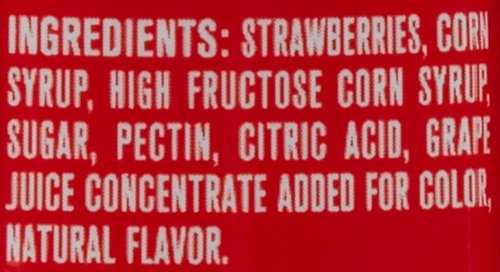 INGREDIENTS: STRAWBERRIES, CORN
SYRUP, HIGH FRUCTOSE CORN SYRUP,
SUGAR, PECTIN, CITRIC ACID, GRAPE
JUICE CONCENTRATE ADDED FOR COLOR,
NATURAL FLAVOR.